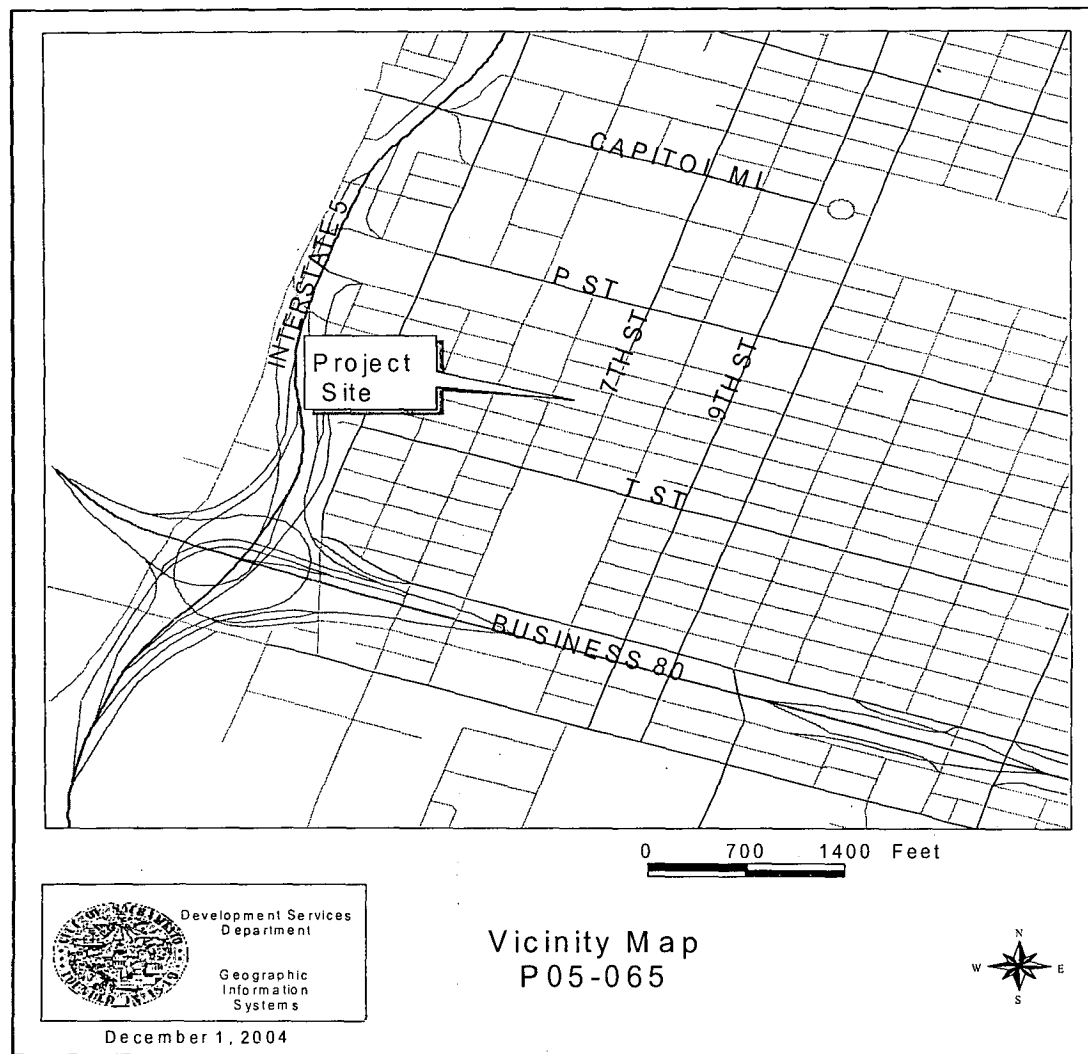 CAPITOL ML
INTERSTATE 5
P ST
7TH ST
9TH ST
Project
Site
T ST
BUSINESS 80
0 700 1400 Feet
Development Services
Department
Geographic
Information
Systems
December 1, 2004
Vicinity Map
P05-065
N
W E
S